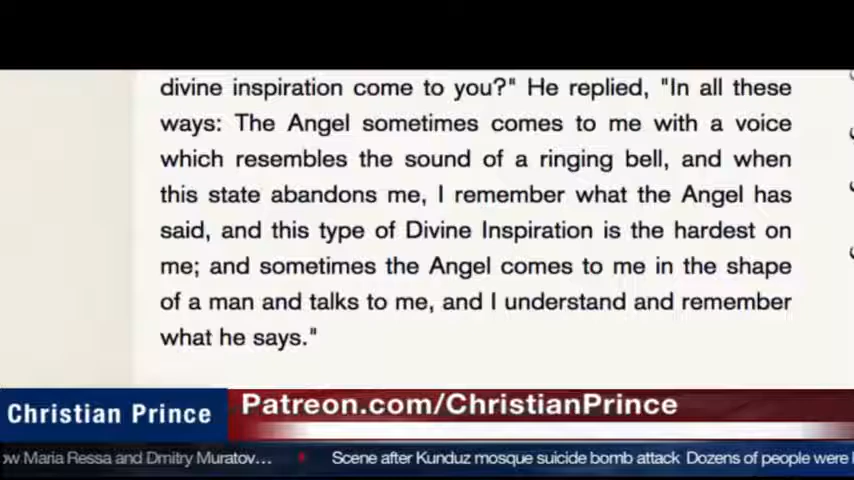 divine inspiration come to you?" He replied, "In all these
ways: The Angel sometimes comes to me with a voice
which resembles the sound of a ringing bell, and when
this state abandons me, I remember what the Angel has
said, and this type of Divine Inspiration is the hardest on
me; and sometimes the Angel comes to me in the shape
of a man and talks to me, and I understand and remember
what he says."
Christian Prince
Patreon.com/ChristianPrince
ow Maria Ressa and Dmitry Muratov... Scene after Kunduz mosque suicide bomb attack Dozens of people were